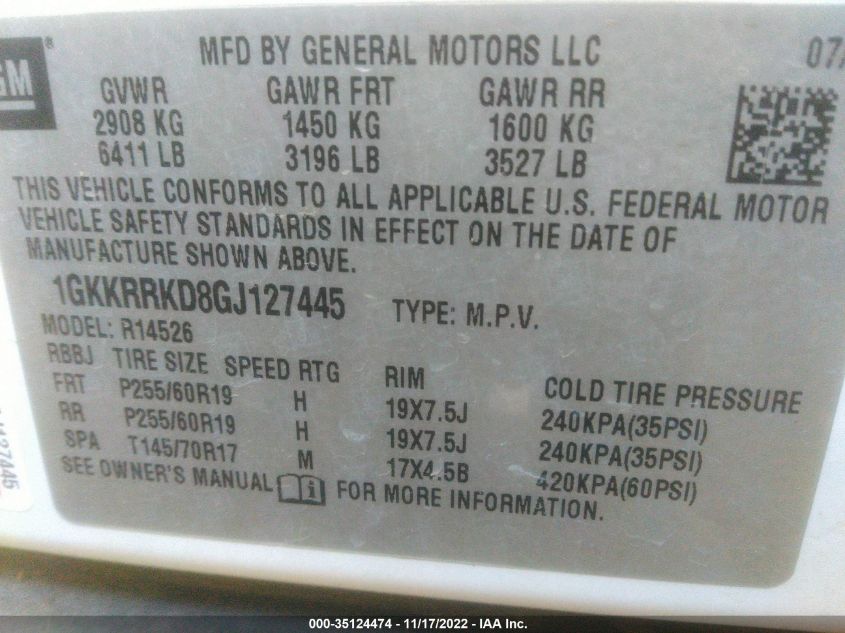 GM ®
MFD BY GENERAL MOTORS LLC 07/
GVWR GAWR FRT GAWR RR
2908 KG 1450 KG 1600 KG
6411 LB 3196 LB 3527 LB
THIS VEHICLE CONFORMS TO ALL APPLICABLE U.S. FEDERAL MOTOR
VEHICLE SAFETY STANDARDS IN EFFECT ON THE DATE OF
MANUFACTURE SHOWN ABOVE.
1GKKRRKD8GJ127445 TYPE: M.P.V.
MODEL: R14526
RBBJ TIRE SIZE SPEED RTG RIM COLD TIRE PRESSURE
FRT P255/60R19 H 19X7.5J 240KPA(35PSI)
RR P255/60R19 H 19X7.5J 240KPA(35PSI)
SPA T145/70R17 M 17X4.5B 420KPA(60PSI)
SEE OWNER'S MANUAL i FOR MORE INFORMATION.
000-35124474 - 11/17/2022 - IAA Inc.